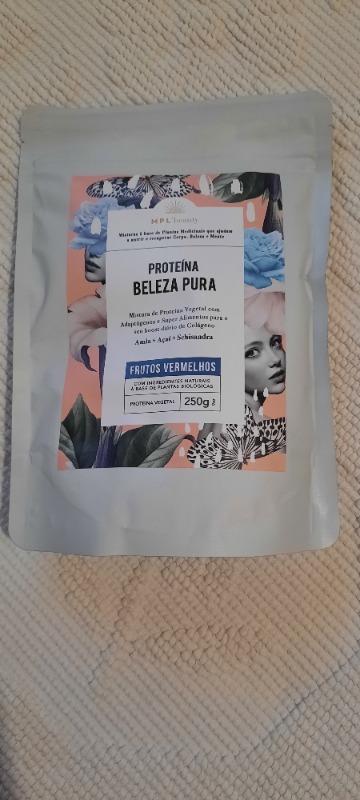 MPL'beauty
Misturas à base de Plantas Medicinais que ajudam
a nutrir e recuperar Corpo, Beleza e Mente
PROTEÍNA
BELEZA PURA
Mistura de Proteína Vegetal com
Adaptógenos e Super Alimentos para o
seu boost diário de Colagéno
Amla + Açaí + Schisandra
FRUTOS VERMELHOS
COM INGREDIENTES NATURAIS
À BASE DE PLANTAS BIOLÓGICAS
PROTEÍNA VEGETAL 250g